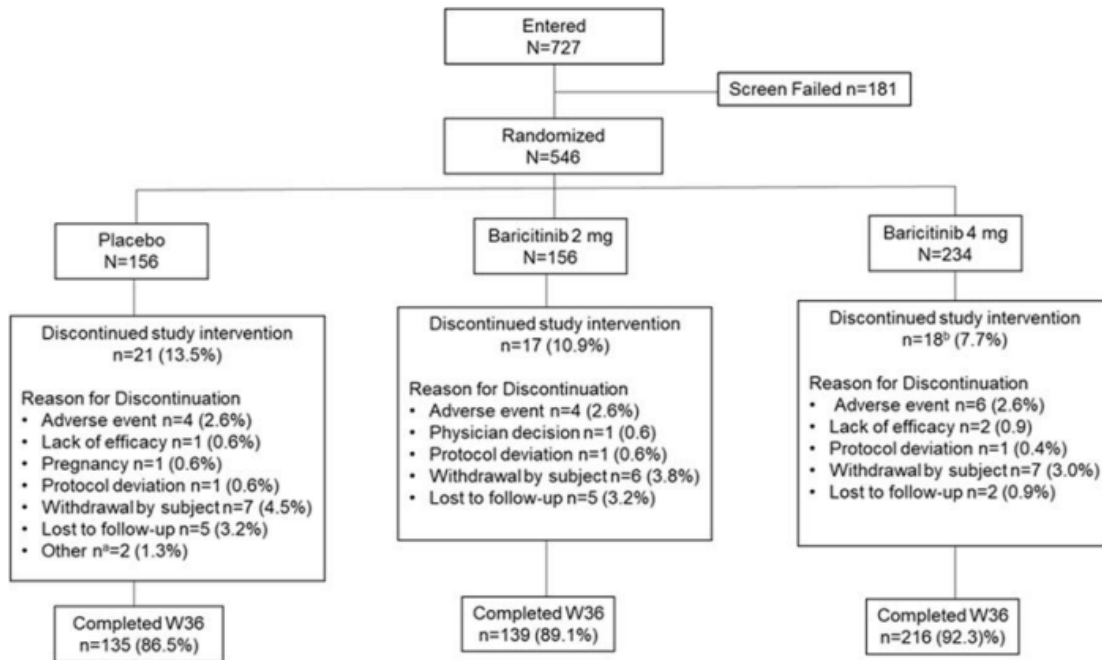 Entered
N=727
Screen Failed n=181
Randomized
N=546
Placebo
N=156
Baricitinib 2 mg
N=156
Baricitinib 4 mg
N=234
Discontinued study intervention
n=21 (13.5%)
Reason for Discontinuation
• Adverse event n=4 (2.6%)
• Lack of efficacy n=1 (0.6%)
• Pregnancy n=1 (0.6%)
• Protocol deviation n=1 (0.6%)
• Withdrawal by subject n=7 (4.5%)
• Lost to follow-up n=5 (3.2%)
• Other nᵃ=2 (1.3%)
Discontinued study intervention
n=17 (10.9%)
Reason for Discontinuation
• Adverse event n=4 (2.6%)
• Physician decision n=1 (0.6)
• Protocol deviation n=1 (0.6%)
• Withdrawal by subject n=6 (3.8%)
• Lost to follow-up n=5 (3.2%)
Discontinued study intervention
n=18ᵇ (7.7%)
Reason for Discontinuation
• Adverse event n=6 (2.6%)
• Lack of efficacy n=2 (0.9)
• Protocol deviation n=1 (0.4%)
• Withdrawal by subject n=7 (3.0%)
• Lost to follow-up n=2 (0.9%)
Completed W36
n=135 (86.5%)
Completed W36
n=139 (89.1%)
Completed W36
n=216 (92.3)%